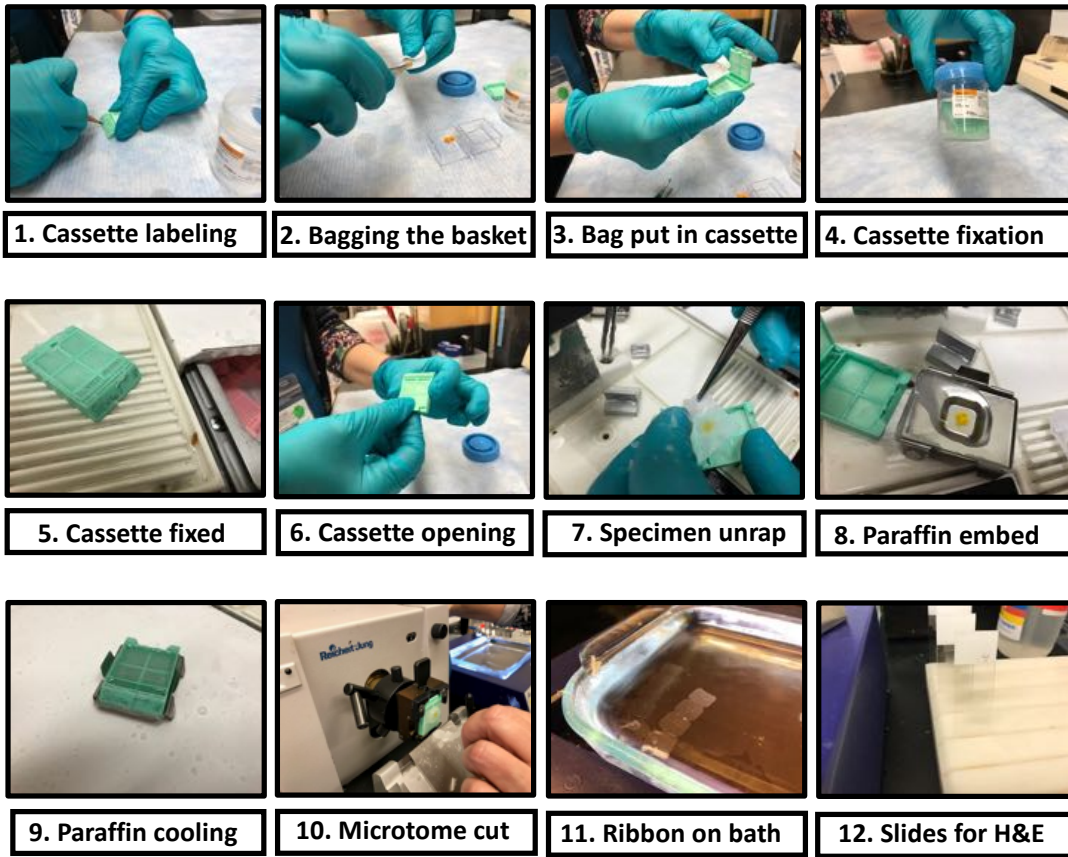 1. Cassette labeling
2. Bagging the basket
3. Bag put in cassette
4. Cassette fixation
5. Cassette fixed
6. Cassette opening
7. Specimen unrap
8. Paraffin embed
Reichert-Jung
9. Paraffin cooling
10. Microtome cut
11. Ribbon on bath
12. Slides for H&E